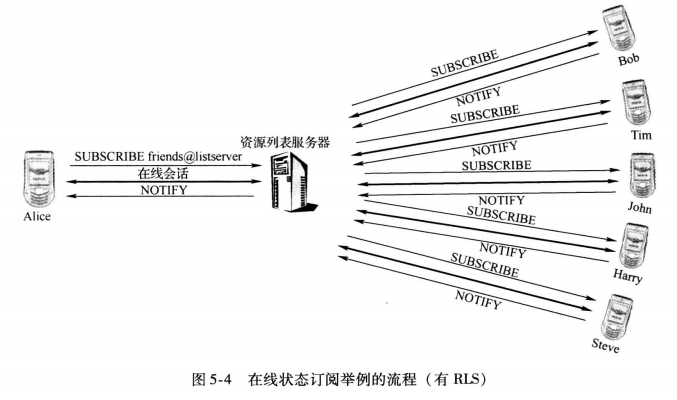 SUBSCRIBE
Bob
NOTIFY
SUBSCRIBE
Tim
NOTIFY
资源列表服务器
SUBSCRIBE friends@listserver
在线会话
NOTIFY
Alice
SUBSCRIBE
John
NOTIFY
SUBSCRIBE
NOTIFY
Harry
SUBSCRIBE
NOTIFY
Steve
图 5-4 在线状态订阅举例的流程（有 RLS）